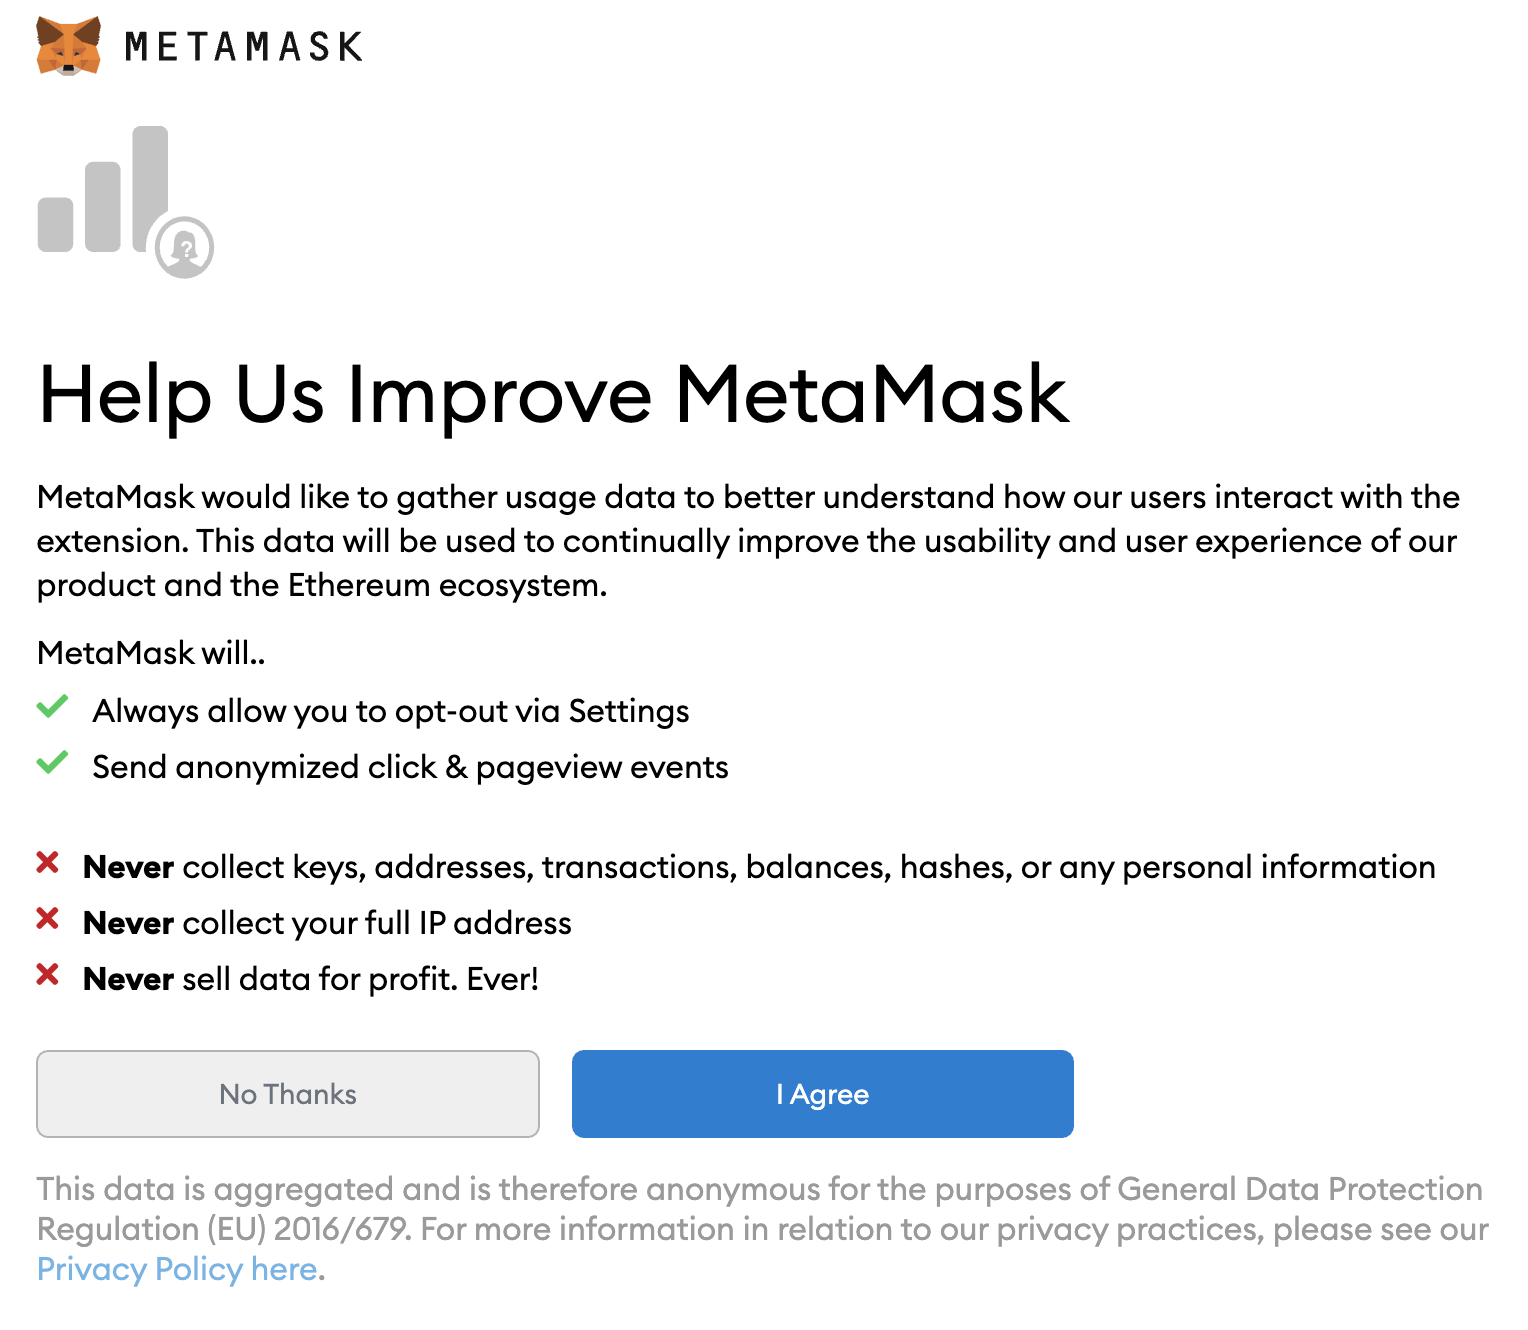 METAMASK
?
Help Us Improve MetaMask
MetaMask would like to gather usage data to better understand how our users interact with the
extension. This data will be used to continually improve the usability and user experience of our
product and the Ethereum ecosystem.
MetaMask will..
Always allow you to opt-out via Settings
Send anonymized click & pageview events
Never collect keys, addresses, transactions, balances, hashes, or any personal information
Never collect your full IP address
Never sell data for profit. Ever!
No Thanks
I Agree
This data is aggregated and is therefore anonymous for the purposes of General Data Protection
Regulation (EU) 2016/679. For more information in relation to our privacy practices, please see our
Privacy Policy here.